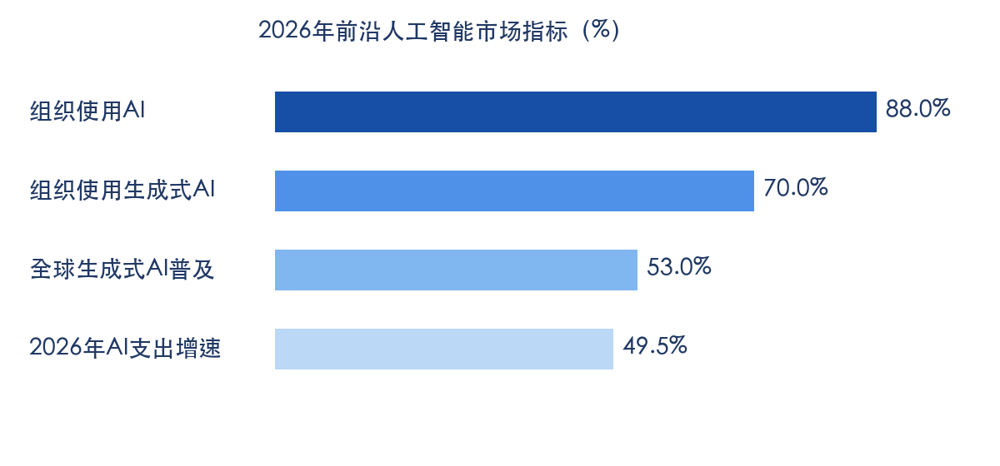 2026年前沿人工智能市场指标（%）
组织使用AI 88.0%
组织使用生成式AI 70.0%
全球生成式AI普及 53.0%
2026年AI支出增速 49.5%